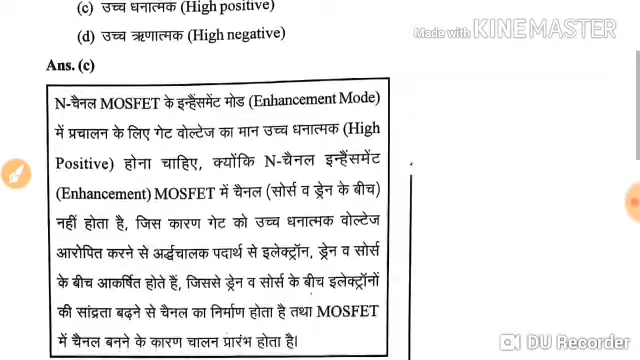 (c) उच्च धनात्मक (High positive)
Made with KINEMASTER
(d) उच्च ऋणात्मक (High negative)
Ans. (c)
N-चैनल MOSFET के इन्हैंसमेंट मोड (Enhancement Mode)
में प्रचालन के लिए गेट वोल्टेज का मान उच्च धनात्मक (High
Positive) होना चाहिए, क्योंकि N-चैनल इन्हैंसमेंट
(Enhancement) MOSFET में चैनल (सोर्स व ड्रेन के बीच)
नहीं होता है, जिस कारण गेट को उच्च धनात्मक वोल्टेज
आरोपित करने से अर्द्धचालक पदार्थ से इलेक्ट्रॉन, ड्रेन व सोर्स
के बीच आकर्षित होते हैं, जिससे ड्रेन व सोर्स के बीच इलेक्ट्रॉनों
की सांद्रता बढ़ने से चैनल का निर्माण होता है तथा MOSFET
में चैनल बनने के कारण चालन प्रारंभ होता है।
DU Recorder